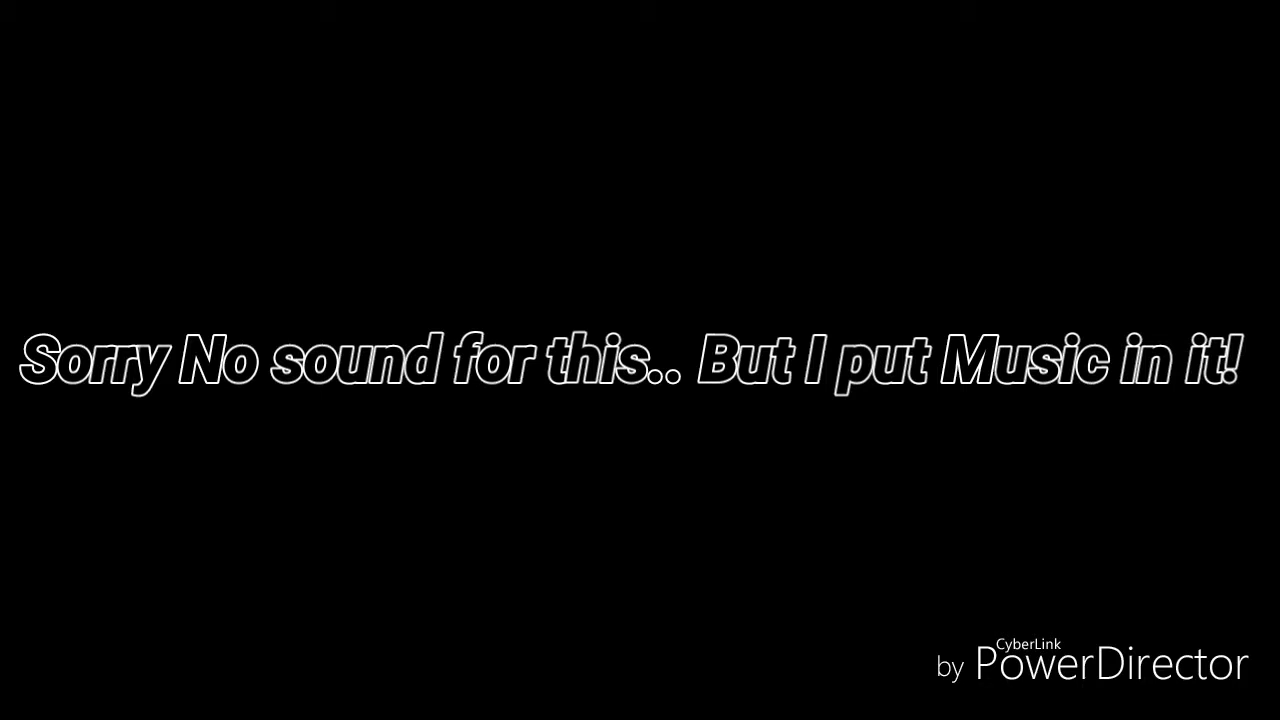 Sorry No sound for this.. But I put Music in it!
CyberLink
by PowerDirector